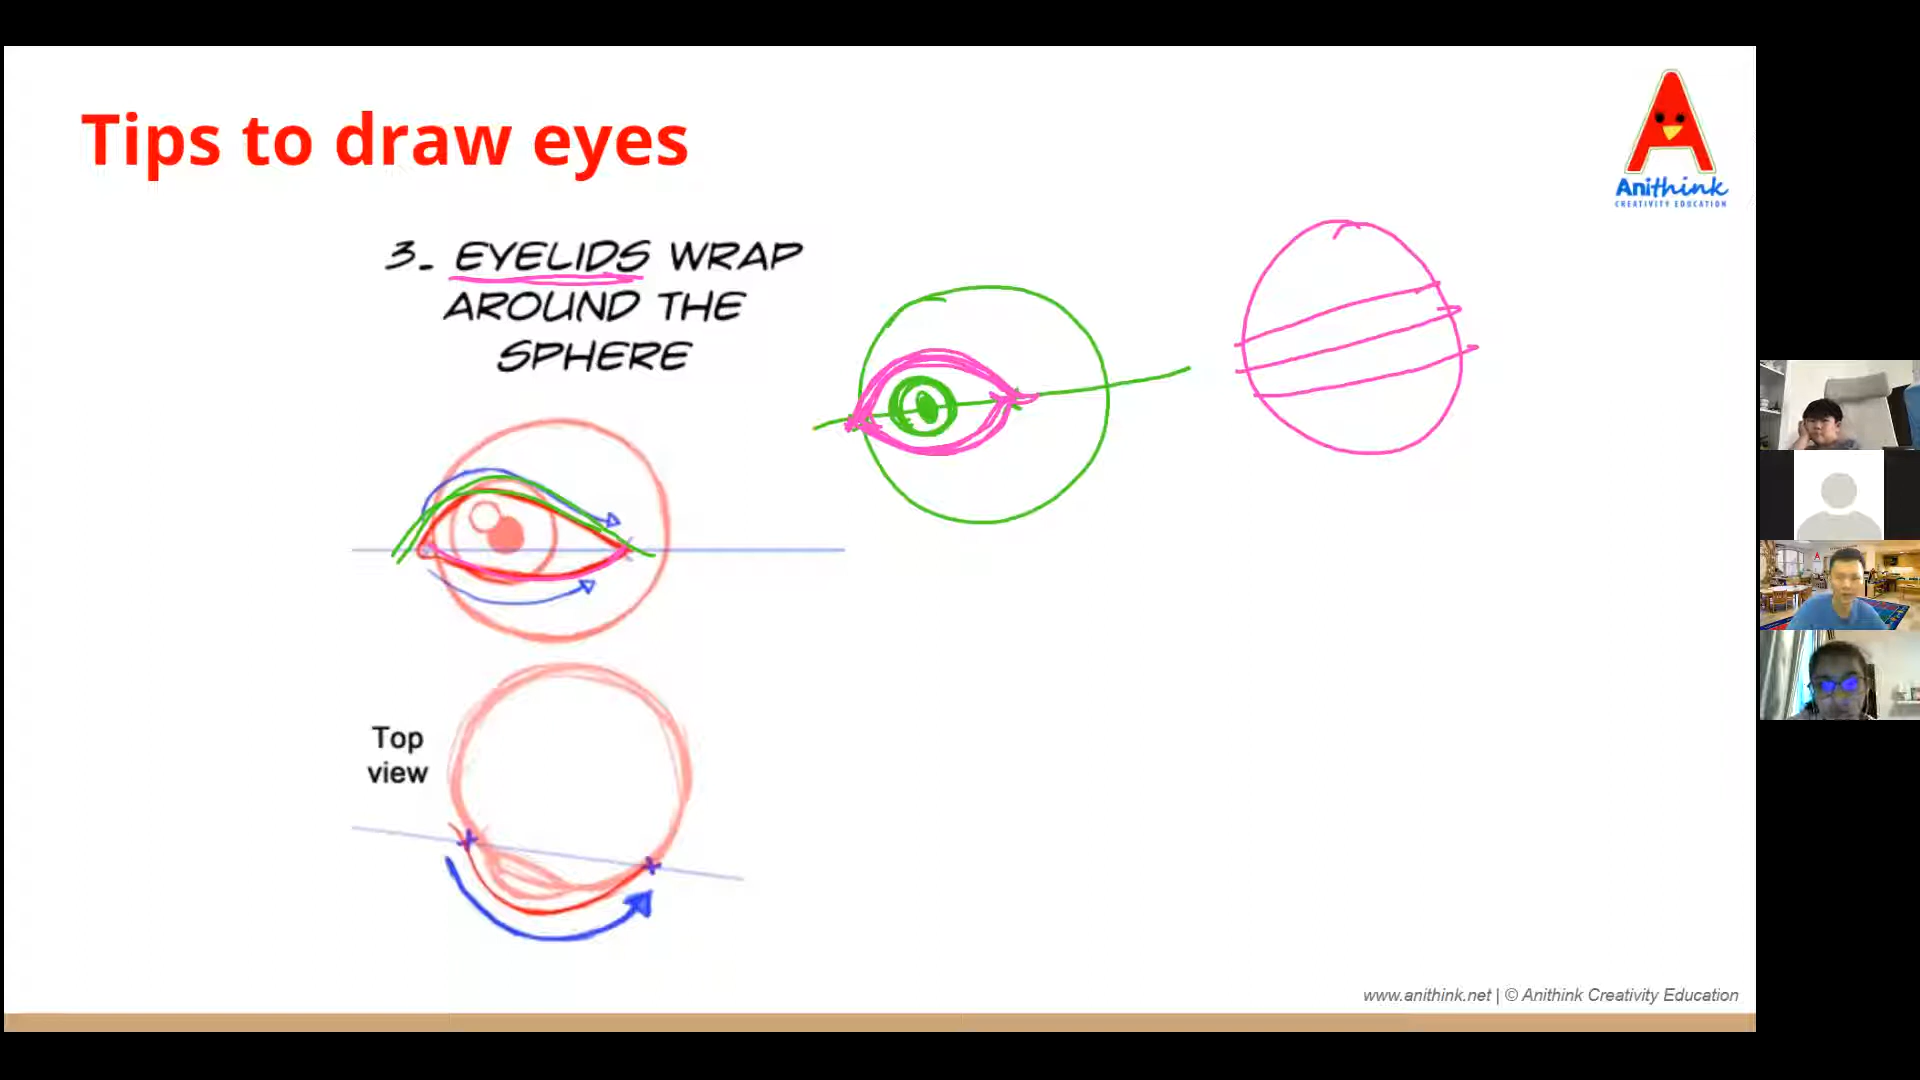 Tips to draw eyes
A
Anithink
CREATIVITY EDUCATION
3. EYELIDS WRAP
AROUND THE
SPHERE
Top
view
www.anithink.net | © Anithink Creativity Education